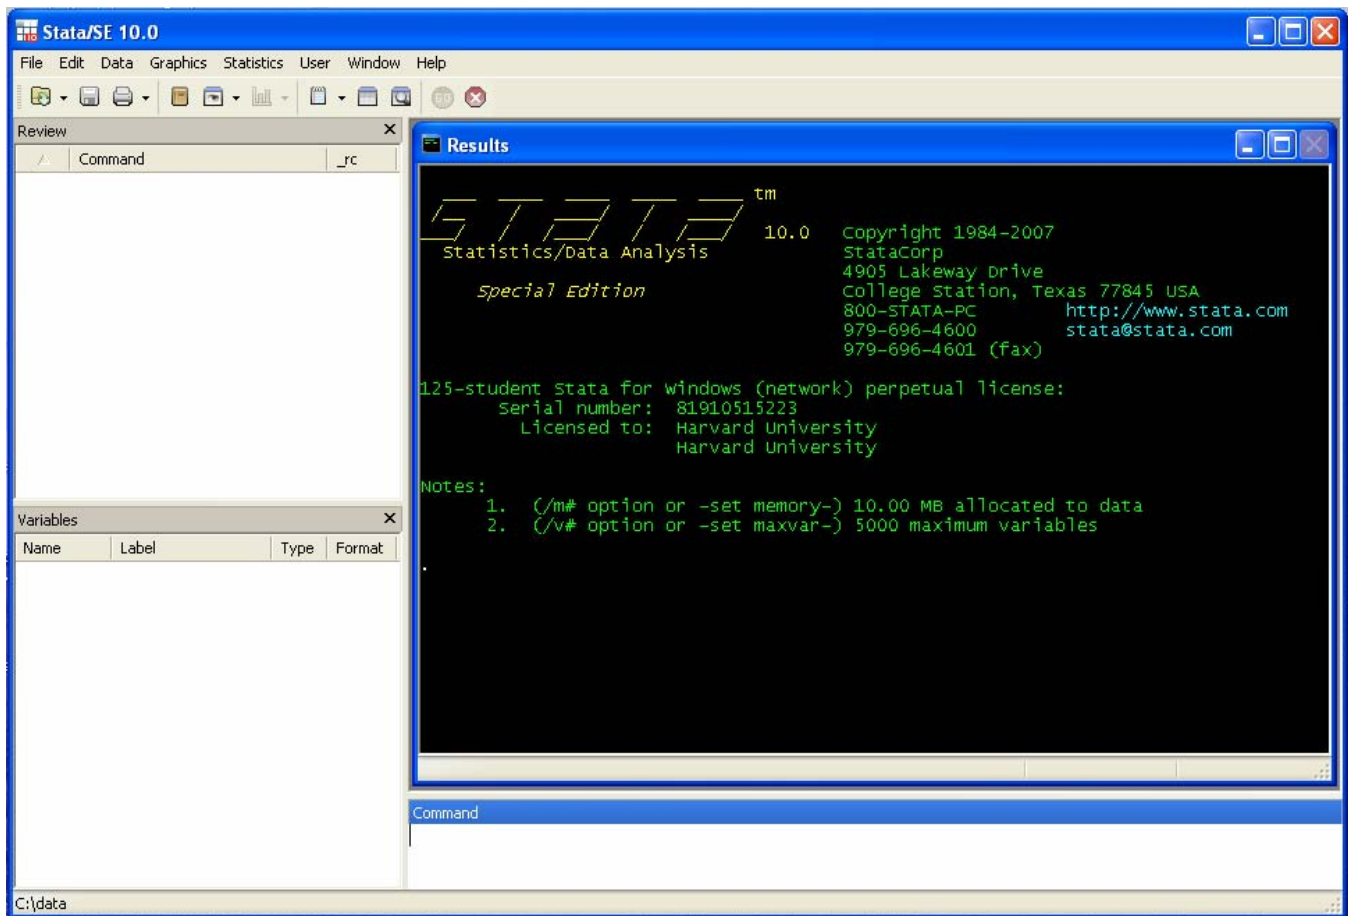 Stata/SE 10.0
File Edit Data Graphics Statistics User Window Help
Review
Command _rc
Variables
Name Label Type Format
Results
STATA tm
10.0 Copyright 1984-2007
Statistics/Data Analysis StataCorp
4905 Lakeway Drive
Special Edition College Station, Texas 77845 USA
800-STATA-PC http://www.stata.com
979-696-4600 stata@stata.com
979-696-4601 (fax)
125-student Stata for Windows (network) perpetual license:
Serial number: 81910515223
Licensed to: Harvard University
Harvard University
Notes:
1. (/m# option or -set memory-) 10.00 MB allocated to data
2. (/v# option or -set maxvar-) 5000 maximum variables
.
Command
C:\data